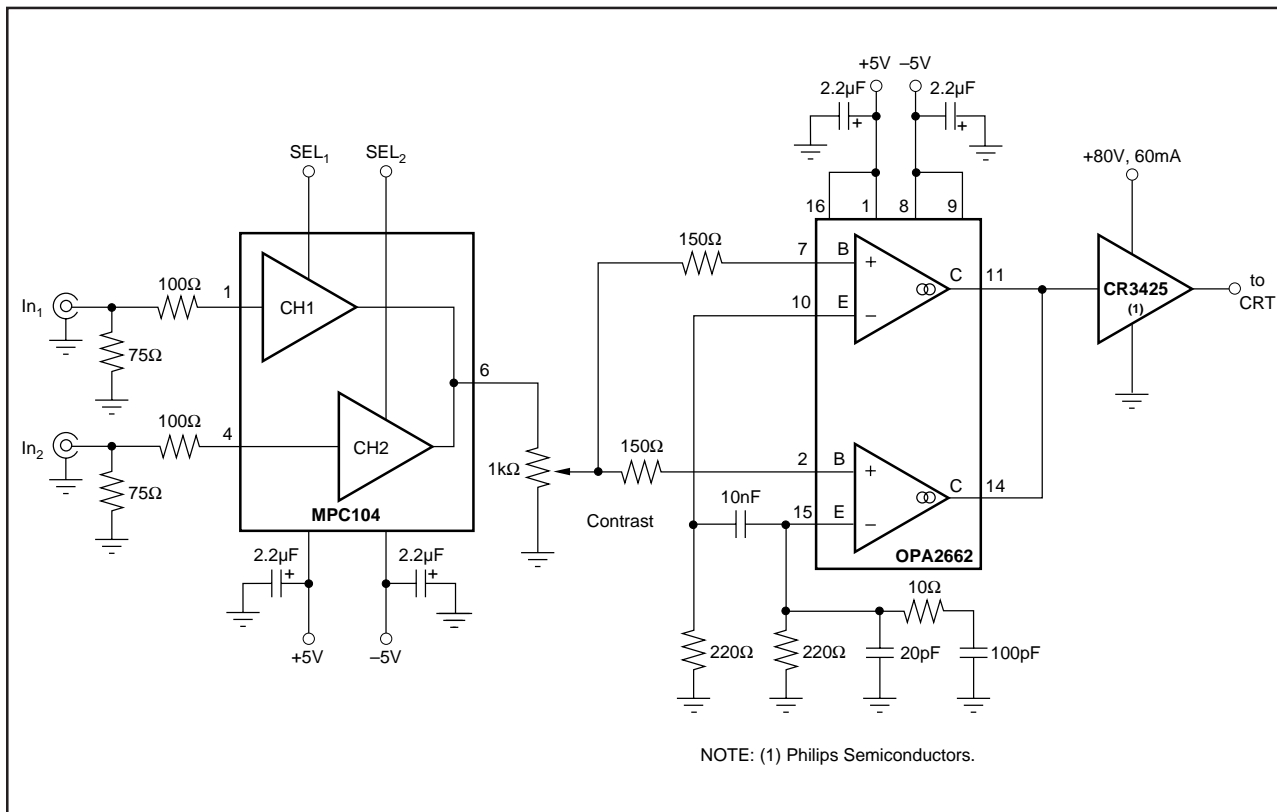 +5V
–5V
2.2µF
2.2µF
+
+
SEL1
SEL2
+80V, 60mA
16
1
8
9
150Ω
7
B
+
C
11
10
E
–
CR3425
(1)
to
CRT
In1
100Ω
1
CH1
75Ω
6
In2
100Ω
4
CH2
75Ω
MPC104
1kΩ
Contrast
150Ω
2
B
+
C
14
10nF
15
E
–
OPA2662
2.2µF
2.2µF
+
+
+5V
–5V
10Ω
220Ω
220Ω
20pF
100pF
NOTE: (1) Philips Semiconductors.